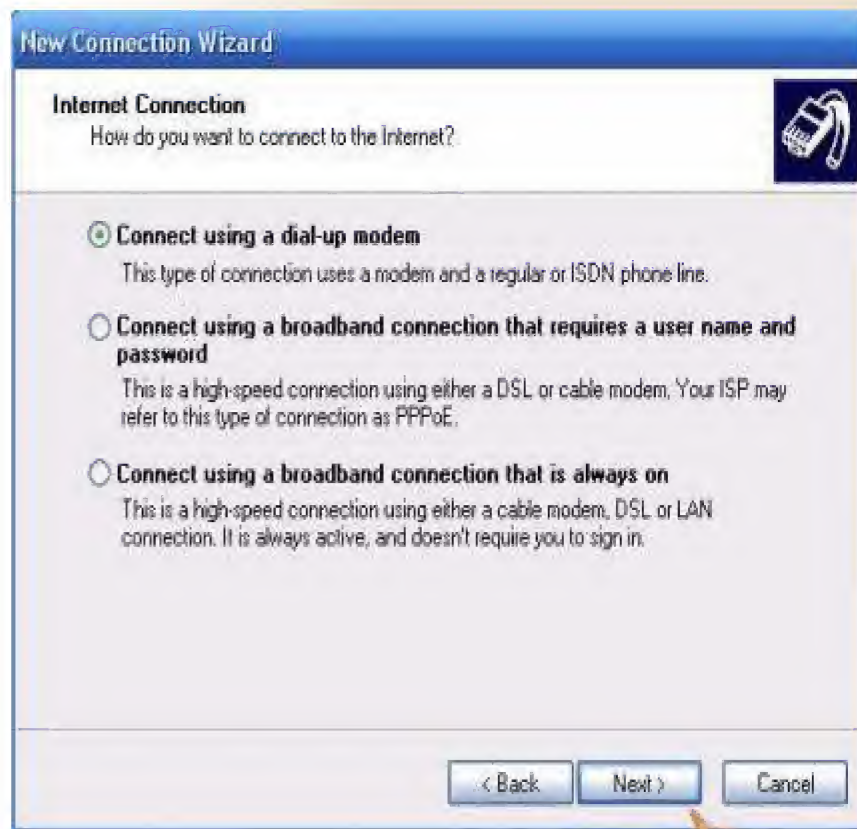 New Connection Wizard
Internet Connection
How do you want to connect to the Internet?
Connect using a dial-up modem
This type of connection uses a modem and a regular or ISDN phone line.
Connect using a broadband connection that requires a user name and
password
This is a high-speed connection using either a DSL or cable modem. Your ISP may
refer to this type of connection as PPPoE.
Connect using a broadband connection that is always on
This is a high-speed connection using either a cable modem, DSL or LAN
connection. It is always active, and doesn't require you to sign in.
< Back Next > Cancel